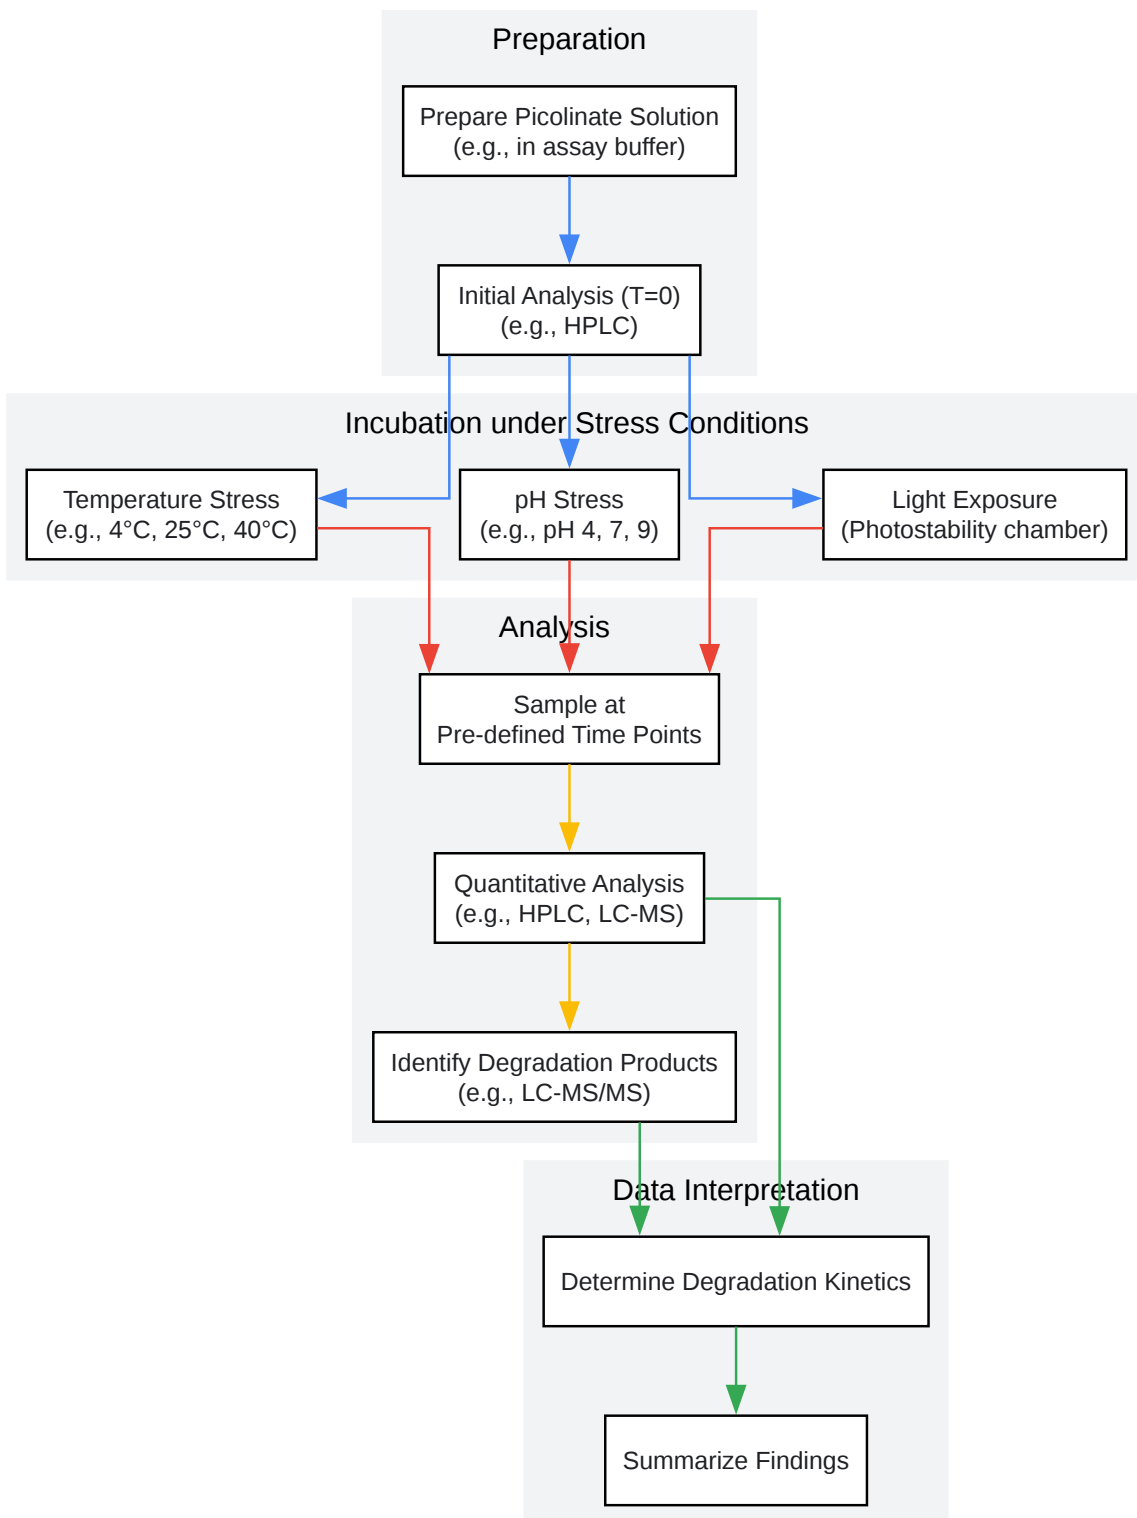 Preparation
Prepare Picolinate Solution
(e.g., in assay buffer)
Initial Analysis (T=0)
(e.g., HPLC)
Incubation under Stress Conditions
Temperature Stress
(e.g., 4°C, 25°C, 40°C)
pH Stress
(e.g., pH 4, 7, 9)
Light Exposure
(Photostability chamber)
Analysis
Sample at
Pre-defined Time Points
Quantitative Analysis
(e.g., HPLC, LC-MS)
Identify Degradation Products
(e.g., LC-MS/MS)
Data Interpretation
Determine Degradation Kinetics
Summarize Findings